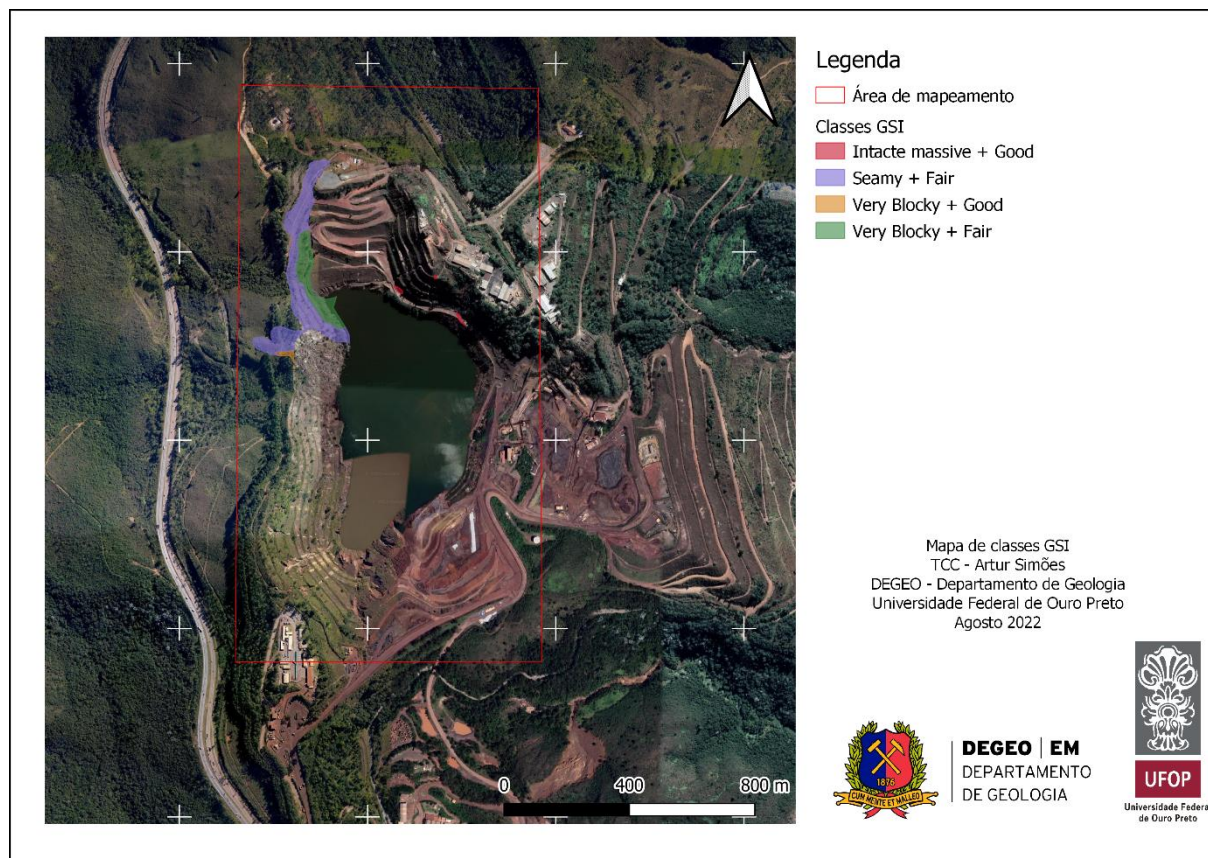 Legenda
Área de mapeamento
Classes GSI
Intacte massive + Good
Seamy + Fair
Very Blocky + Good
Very Blocky + Fair
Mapa de classes GSI
TCC - Artur Simões
DEGEO - Departamento de Geologia
Universidade Federal de Ouro Preto
Agosto 2022
0 400 800 m
1876
CUM MENTE ET MALLEO
DEGEO | EM
DEPARTAMENTO
DE GEOLOGIA
UFOP
Universidade Federa
de Ouro Preto